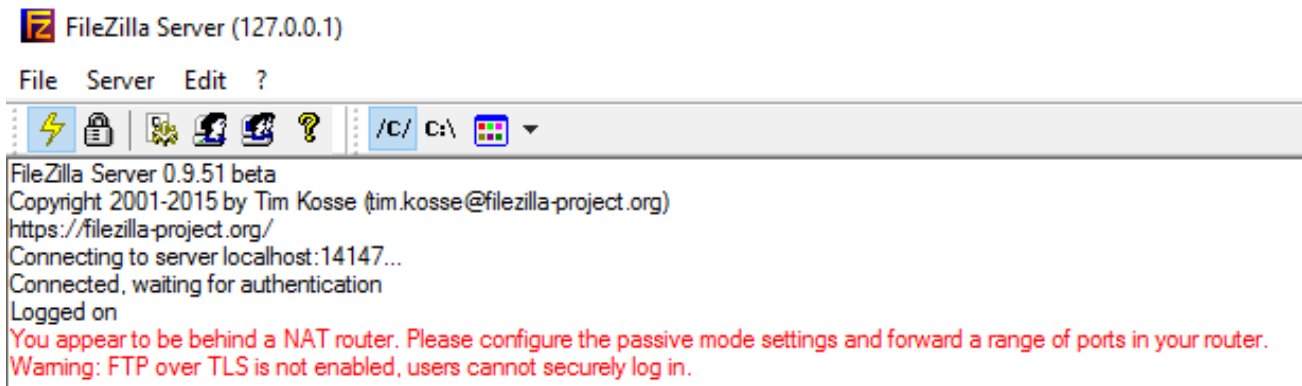 FileZilla Server (127.0.0.1)
File Server Edit ?
/C/ C:\
FileZilla Server 0.9.51 beta
Copyright 2001-2015 by Tim Kosse (tim.kosse@filezilla-project.org)
https://filezilla-project.org/
Connecting to server localhost:14147...
Connected, waiting for authentication
Logged on
You appear to be behind a NAT router. Please configure the passive mode settings and forward a range of ports in your router.
Warning: FTP over TLS is not enabled, users cannot securely log in.